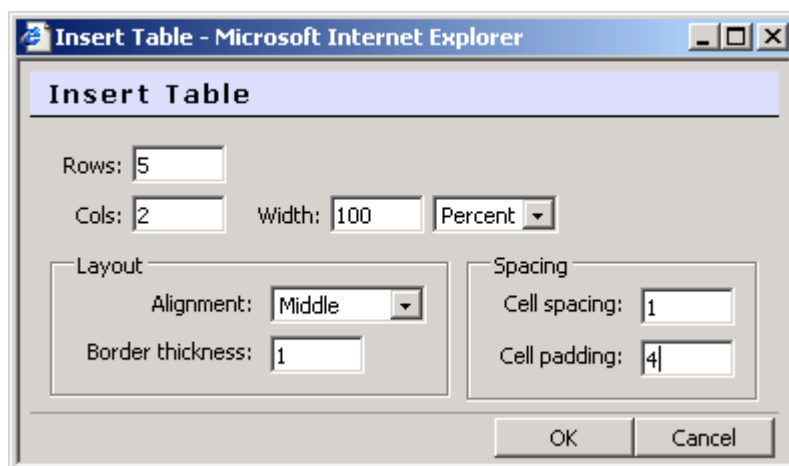 Insert Table - Microsoft Internet Explorer
Insert Table
Rows: 5
Cols: 2 Width: 100 Percent
Layout
Alignment: Middle
Border thickness: 1
Spacing
Cell spacing: 1
Cell padding: 4
OK Cancel